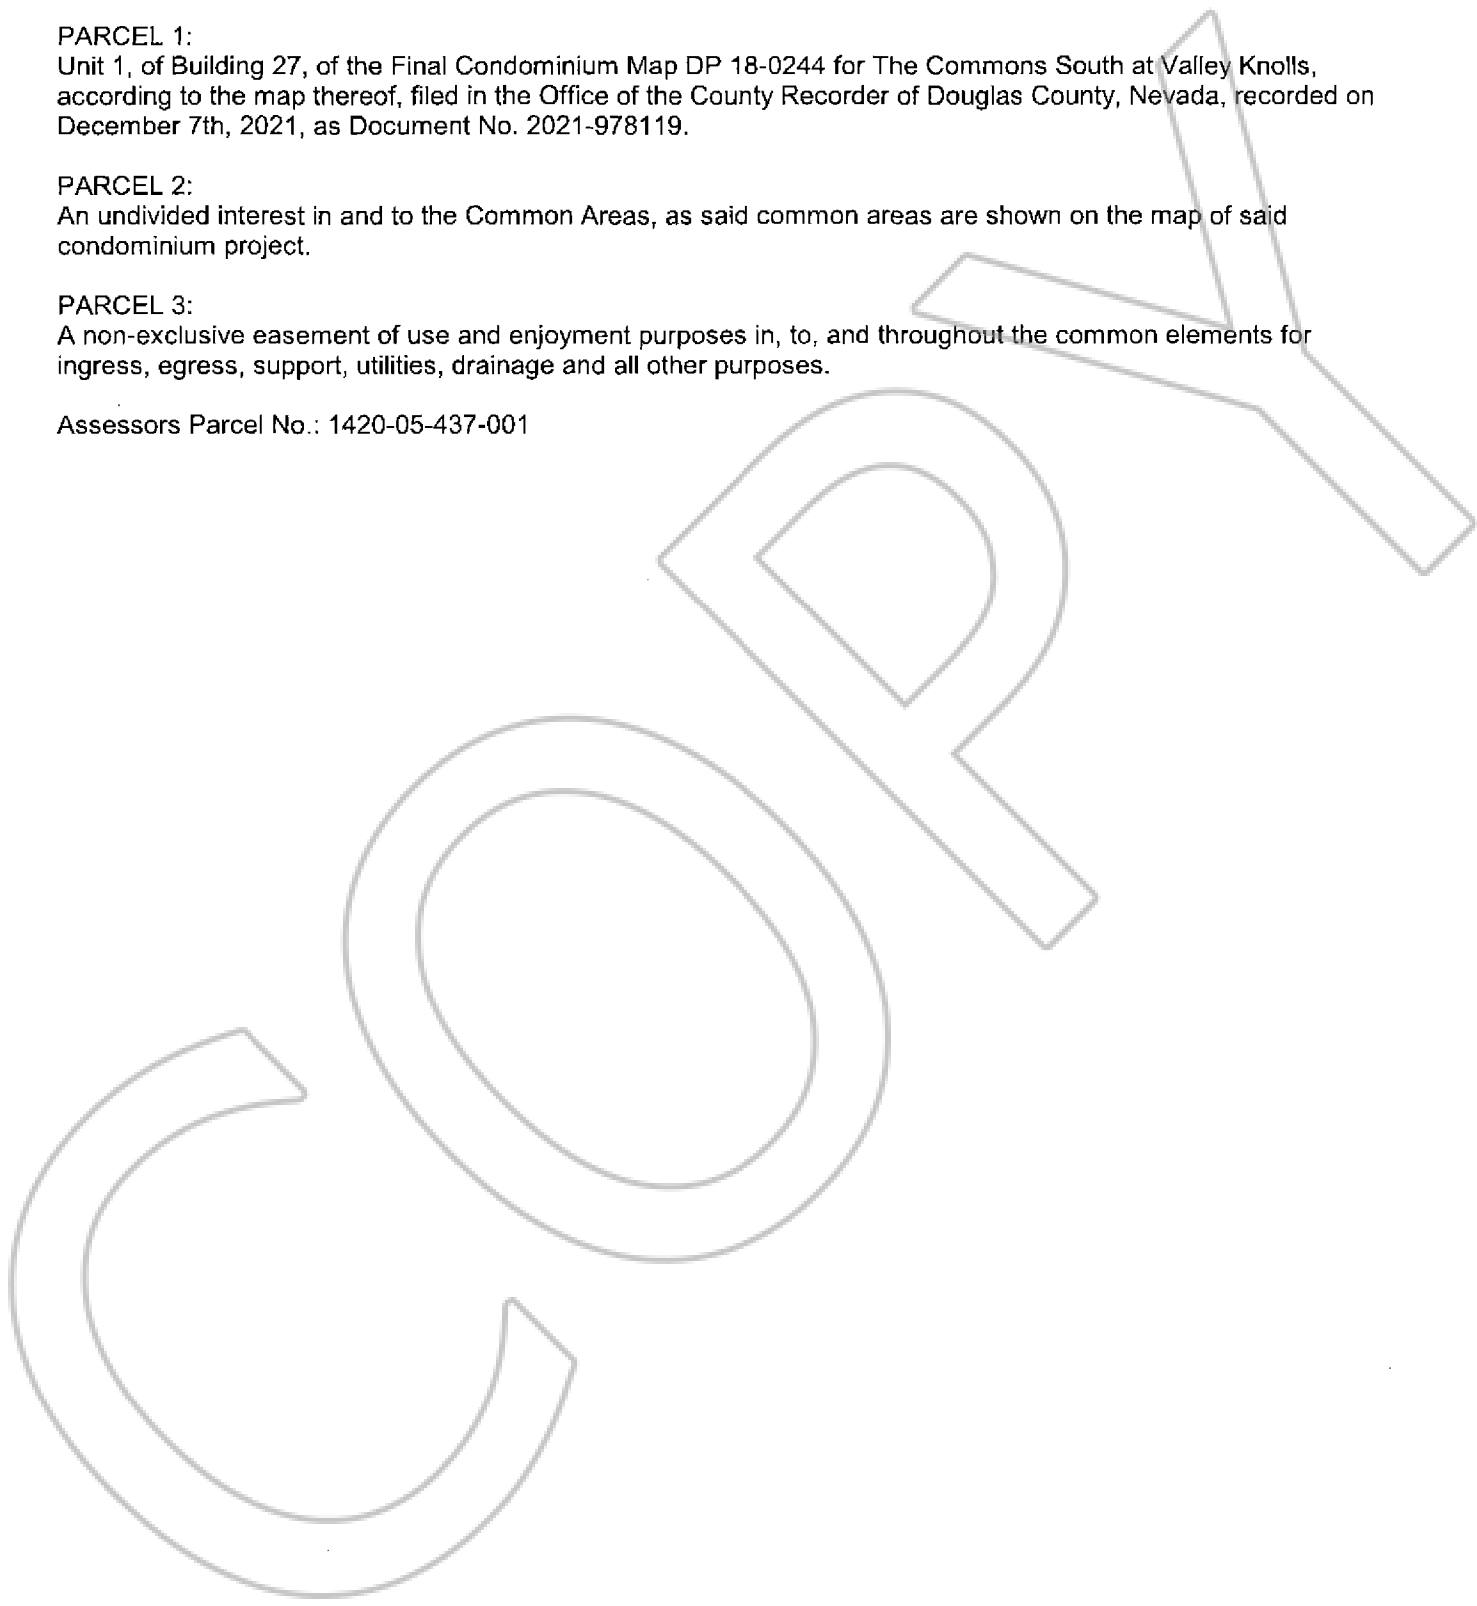 PARCEL 1:
Unit 1, of Building 27, of the Final Condominium Map DP 18-0244 for The Commons South at Valley Knolls,
according to the map thereof, filed in the Office of the County Recorder of Douglas County, Nevada, recorded on
December 7th, 2021, as Document No. 2021-978119.
PARCEL 2:
An undivided interest in and to the Common Areas, as said common areas are shown on the map of said
condominium project.
PARCEL 3:
A non-exclusive easement of use and enjoyment purposes in, to, and throughout the common elements for
ingress, egress, support, utilities, drainage and all other purposes.
Assessors Parcel No.: 1420-05-437-001
COPY